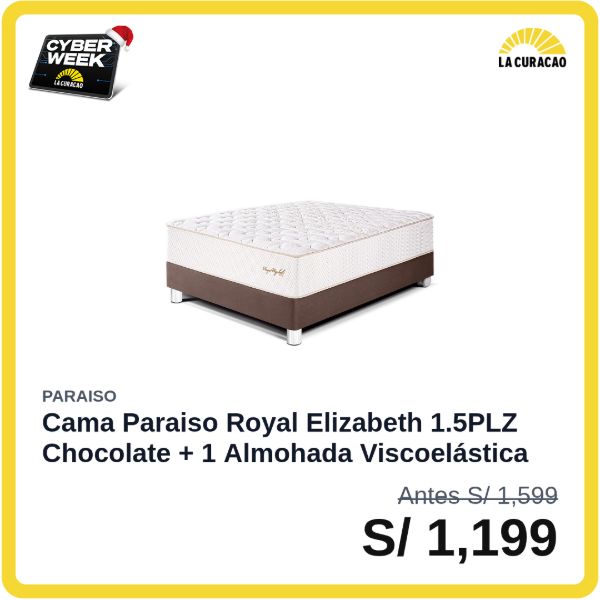 CYBER
WEEK
LA CURACAO
LA CURACAO
PARAISO
Cama Paraiso Royal Elizabeth 1.5PLZ
Chocolate + 1 Almohada Viscoelástica
Antes S/ 1,599
S/ 1,199